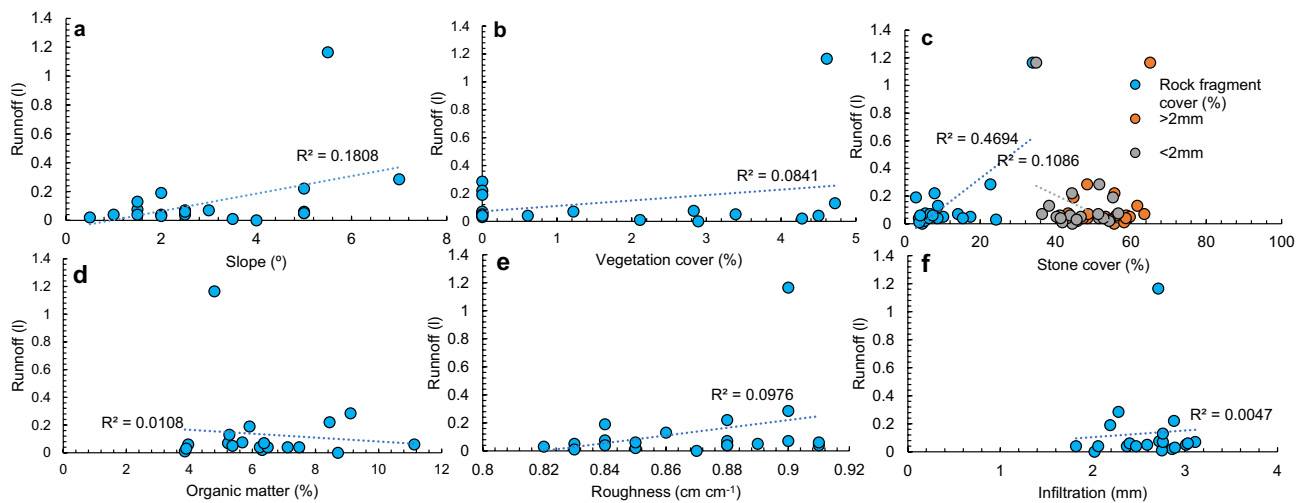 a
1.4
1.2
1
0.8
0.6
0.4
0.2
0
Runnoff (l)
R² = 0.1808
0 2 4 6 8
Slope (º)
b
1.4
1.2
1
0.8
0.6
0.4
0.2
0
Runnoff (l)
R² = 0.0841
0 1 2 3 4 5
Vegetation cover (%)
c
1.4
1.2
1
0.8
0.6
0.4
0.2
0
Runnoff (l)
Rock fragment
cover (%)
>2mm
<2mm
R² = 0.4694
R² = 0.1086
0 20 40 60 80 100
Stone cover (%)
d
1.4
1.2
1
0.8
0.6
0.4
0.2
0
Runnoff (l)
R² = 0.0108
0 2 4 6 8 10 12
Organic matter (%)
e
1.4
1.2
1
0.8
0.6
0.4
0.2
0
Runnoff (l)
R² = 0.0976
0.8 0.82 0.84 0.86 0.88 0.9 0.92
Roughness (cm cm⁻¹)
f
1.4
1.2
1
0.8
0.6
0.4
0.2
0
Runnoff (l)
R² = 0.0047
0 1 2 3 4
Infiltration (mm)